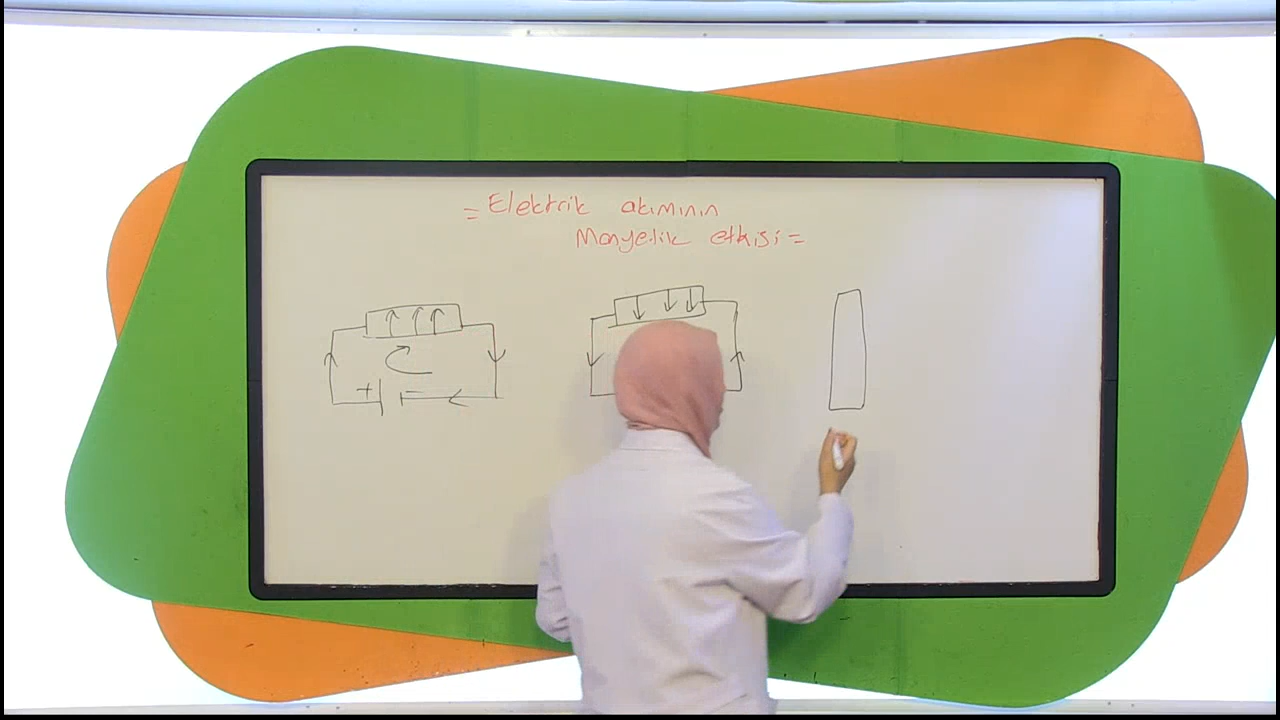 = Elektrik akımının
Manyetik etkisi =
+ -